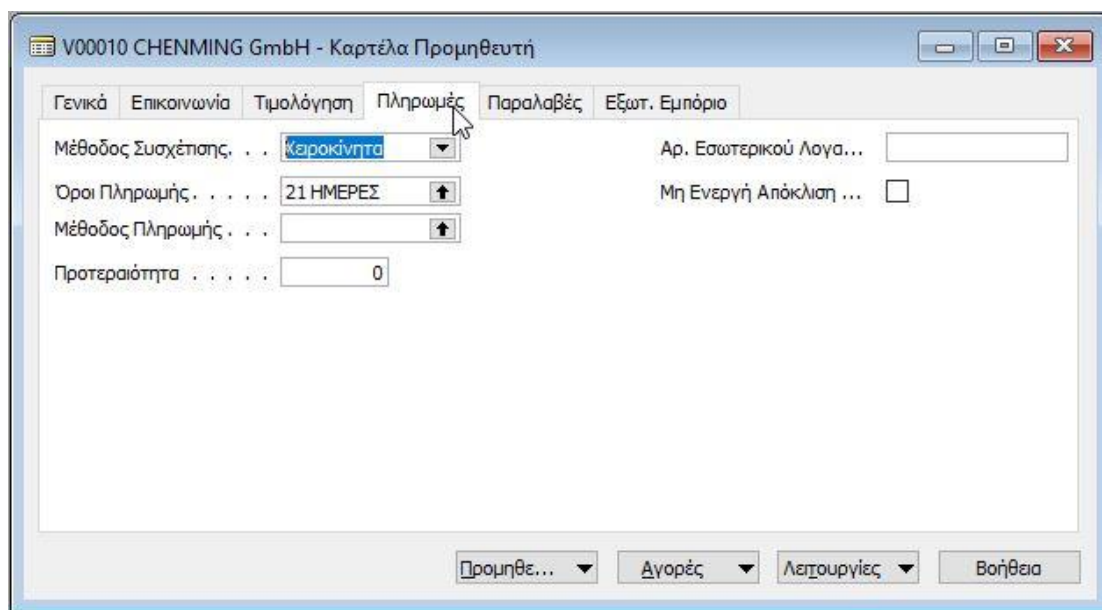 V00010 CHENMING GmbH - Καρτέλα Προμηθευτή
Γενικά Επικοινωνία Τιμολόγηση Πληρωμές Παραλαβές Εξωτ. Εμπόριο
Μέθοδος Συσχέτισης. . . Χειροκίνητα Αρ. Εσωτερικού Λογα...
Όροι Πληρωμής. . . . . 21 ΗΜΕΡΕΣ Μη Ενεργή Απόκλιση ...
Μέθοδος Πληρωμής . . .
Προτεραιότητα . . . . . 0
Προμηθε... Αγορές Λειτουργίες Βοήθεια